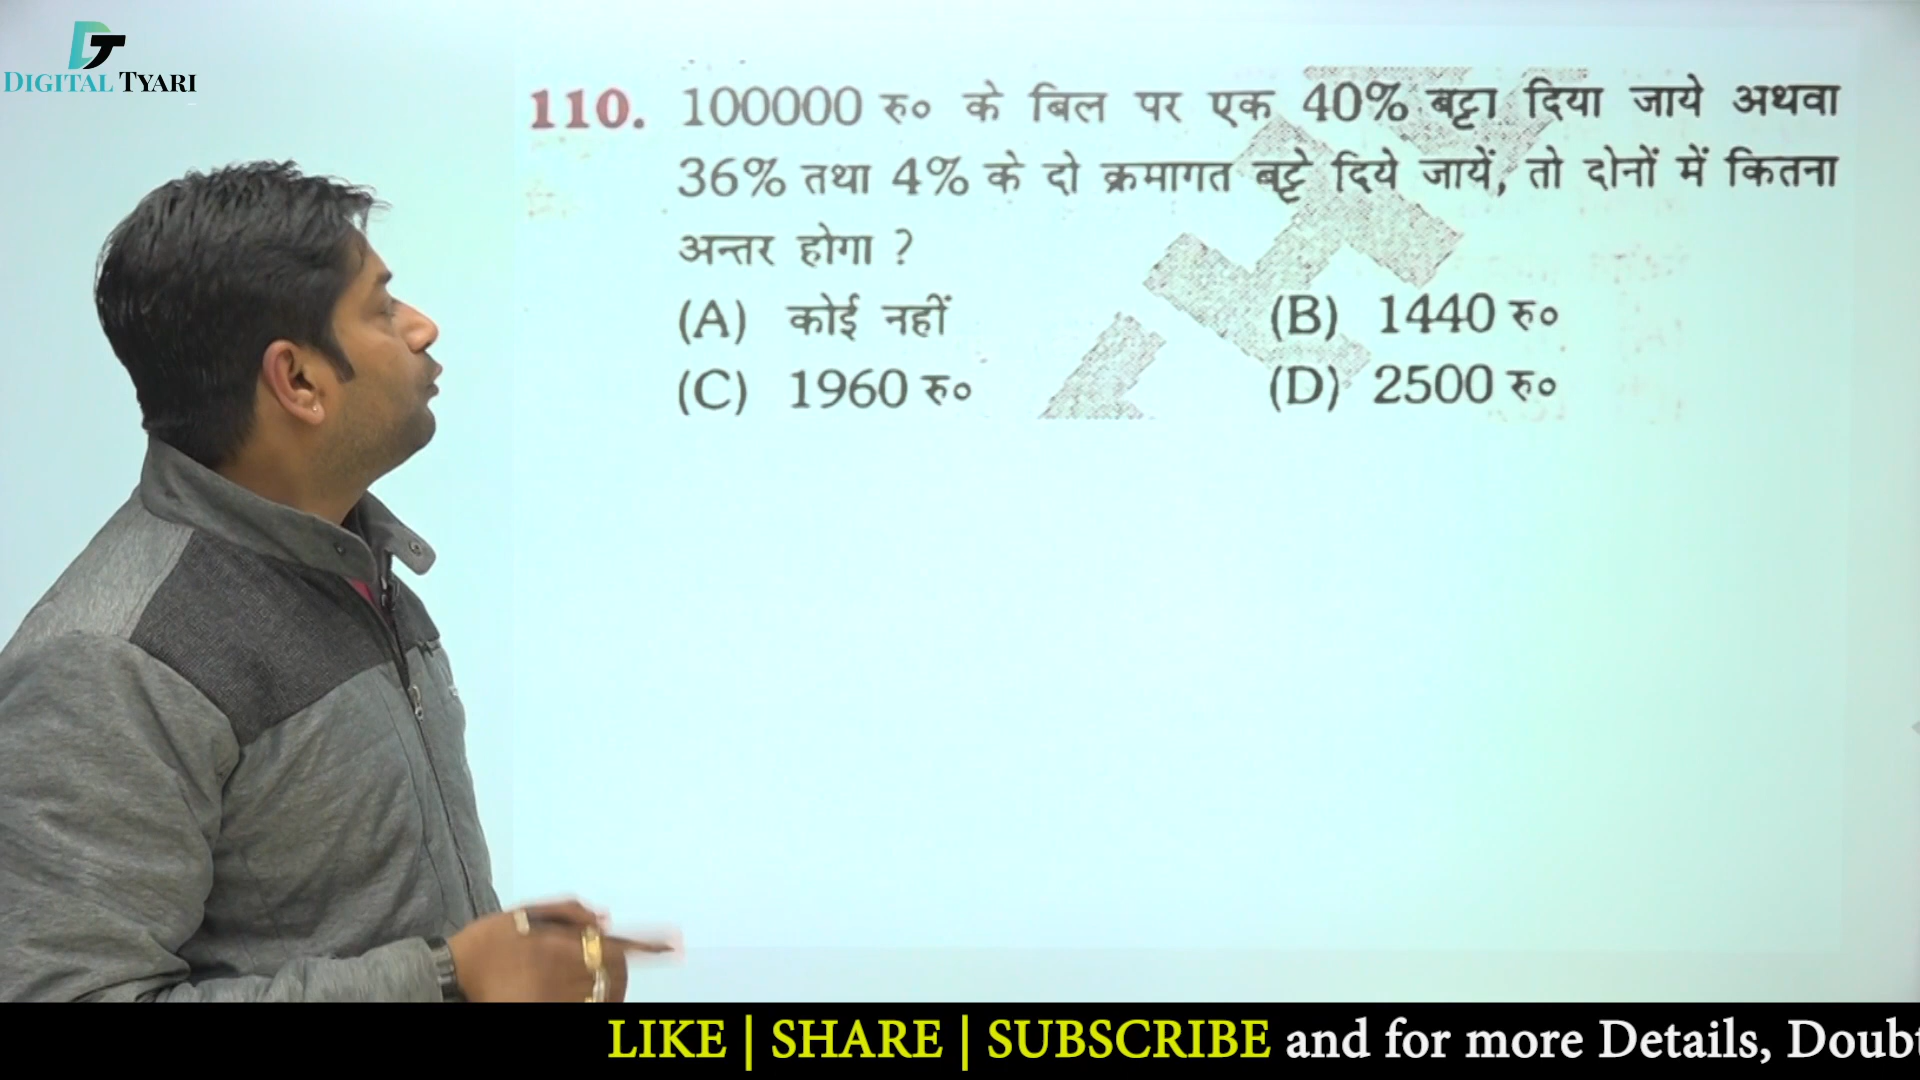 DIGITAL TYARI
110. 100000 रु० के बिल पर एक 40% बट्टा दिया जाये अथवा
36% तथा 4% के दो क्रमागत बट्टे दिये जायें, तो दोनों में कितना
अन्तर होगा ?
(A) कोई नहीं (B) 1440 रु०
(C) 1960 रु० (D) 2500 रु०
LIKE | SHARE | SUBSCRIBE and for more Details, Doubt